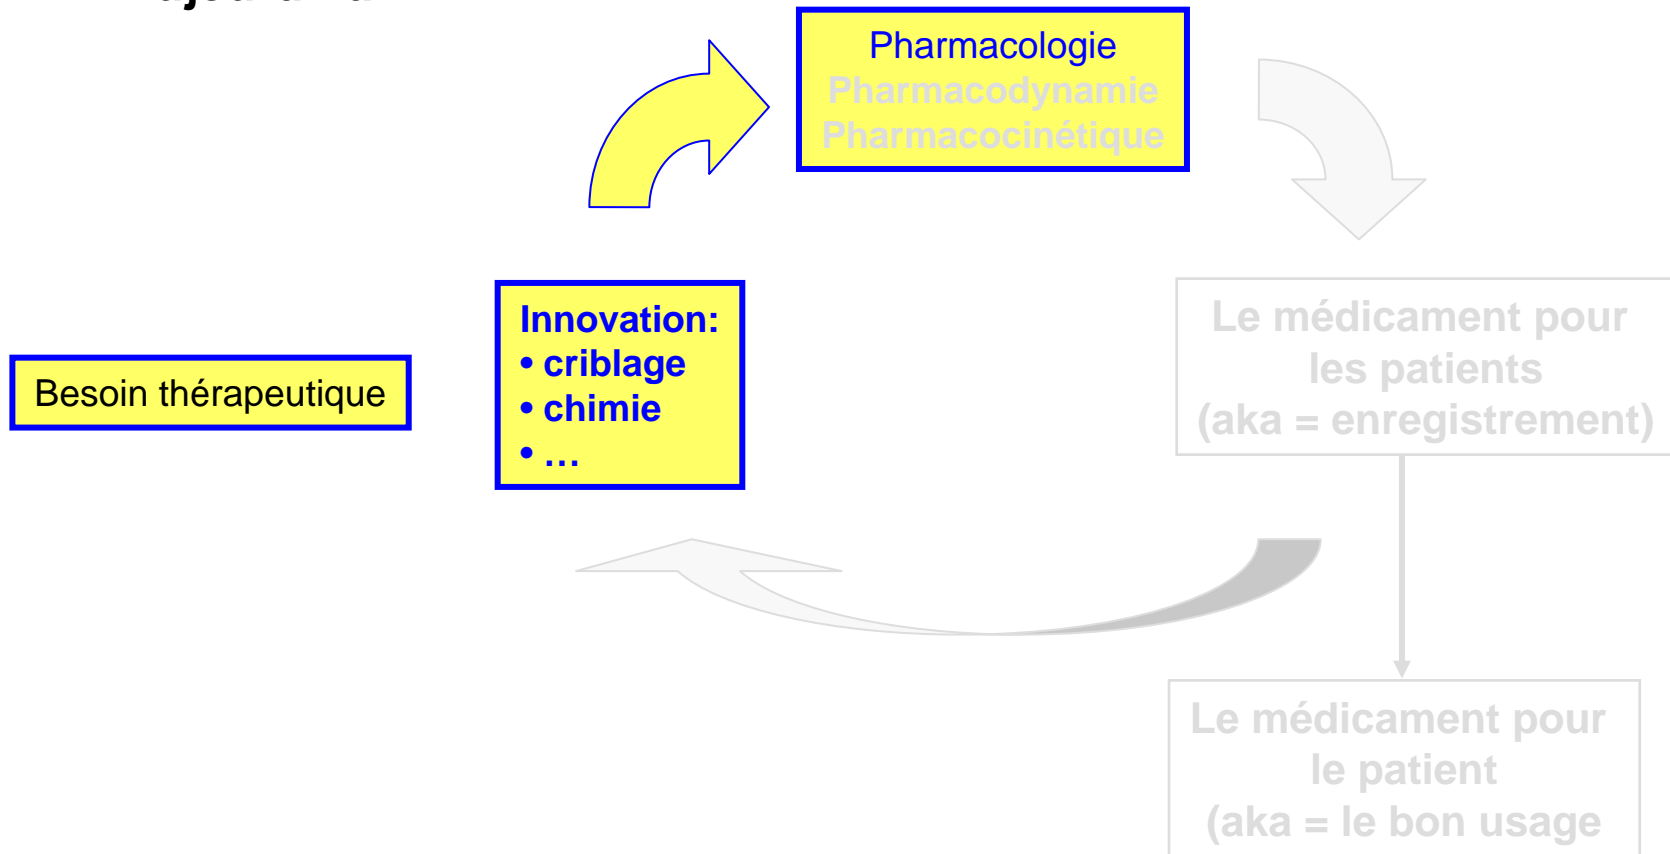 Pharmacologie
Pharmacodynamie
Pharmacocinétique
Innovation:
• criblage
• chimie
• …
Besoin thérapeutique
Le médicament pour
les patients
(aka = enregistrement)
Le médicament pour
le patient
(aka = le bon usage